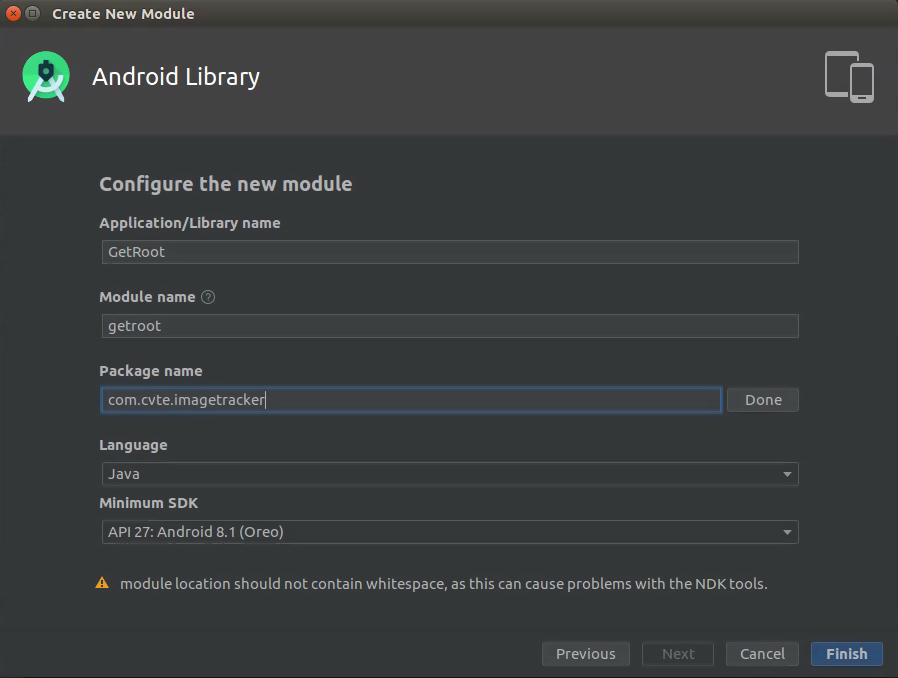 Create New Module
Android Library
Configure the new module
Application/Library name
GetRoot
Module name ?
getroot
Package name
com.cvte.imagetracker
Done
Language
Java
Minimum SDK
API 27: Android 8.1 (Oreo)
module location should not contain whitespace, as this can cause problems with the NDK tools.
Previous Next Cancel Finish